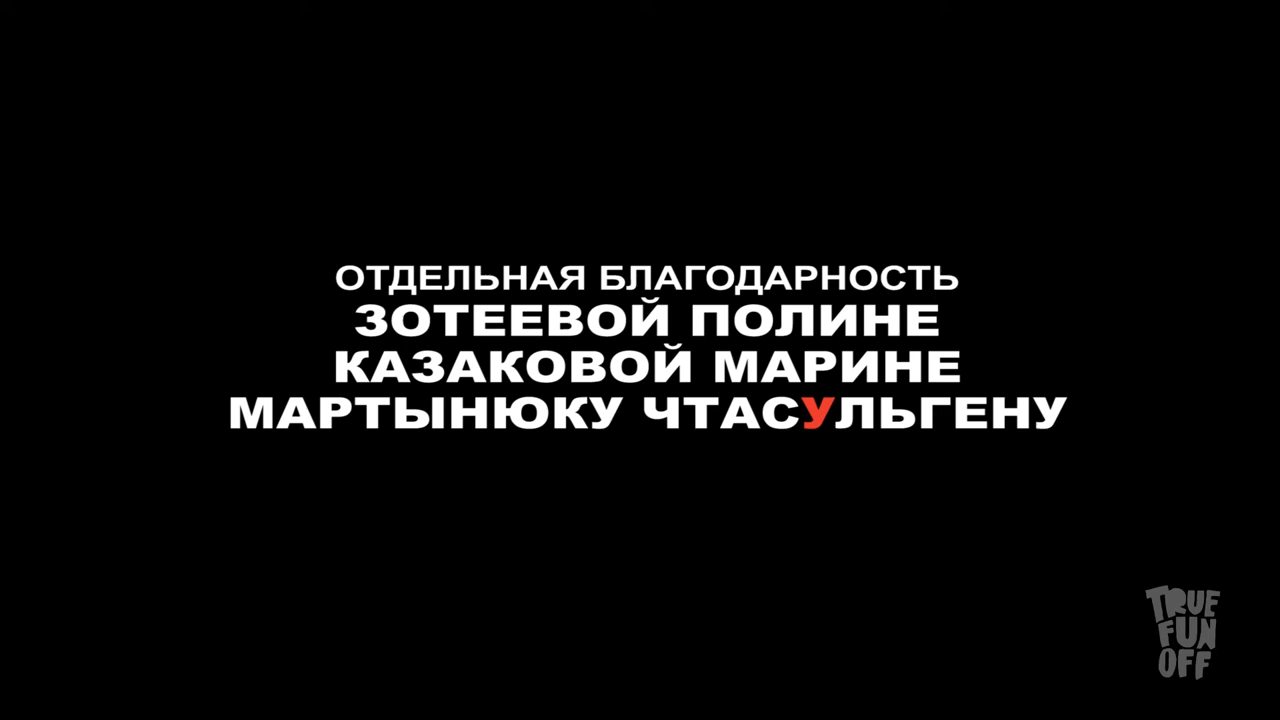 ОТДЕЛЬНАЯ БЛАГОДАРНОСТЬ
ЗОТЕЕВОЙ ПОЛИНЕ
КАЗАКОВОЙ МАРИНЕ
МАРТЫНЮКУ ЧТАСУЛЬГЕНУ
TRUE
FUN
OFF